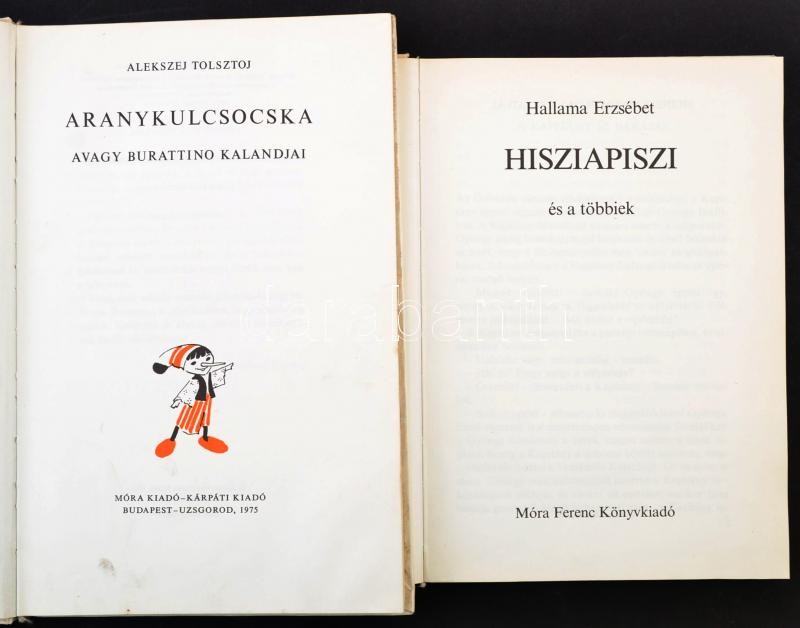 ALEKSZEJ TOLSZTOJ
ARANYKULCSOCSKA
AVAGY BURATTINO KALANDJAI
MÓRA KIADÓ–KÁRPÁTI KIADÓ
BUDAPEST–UZSGOROD, 1975
Hallama Erzsébet
HISZIAPISZI
és a többiek
Móra Ferenc Könyvkiadó
darabanth